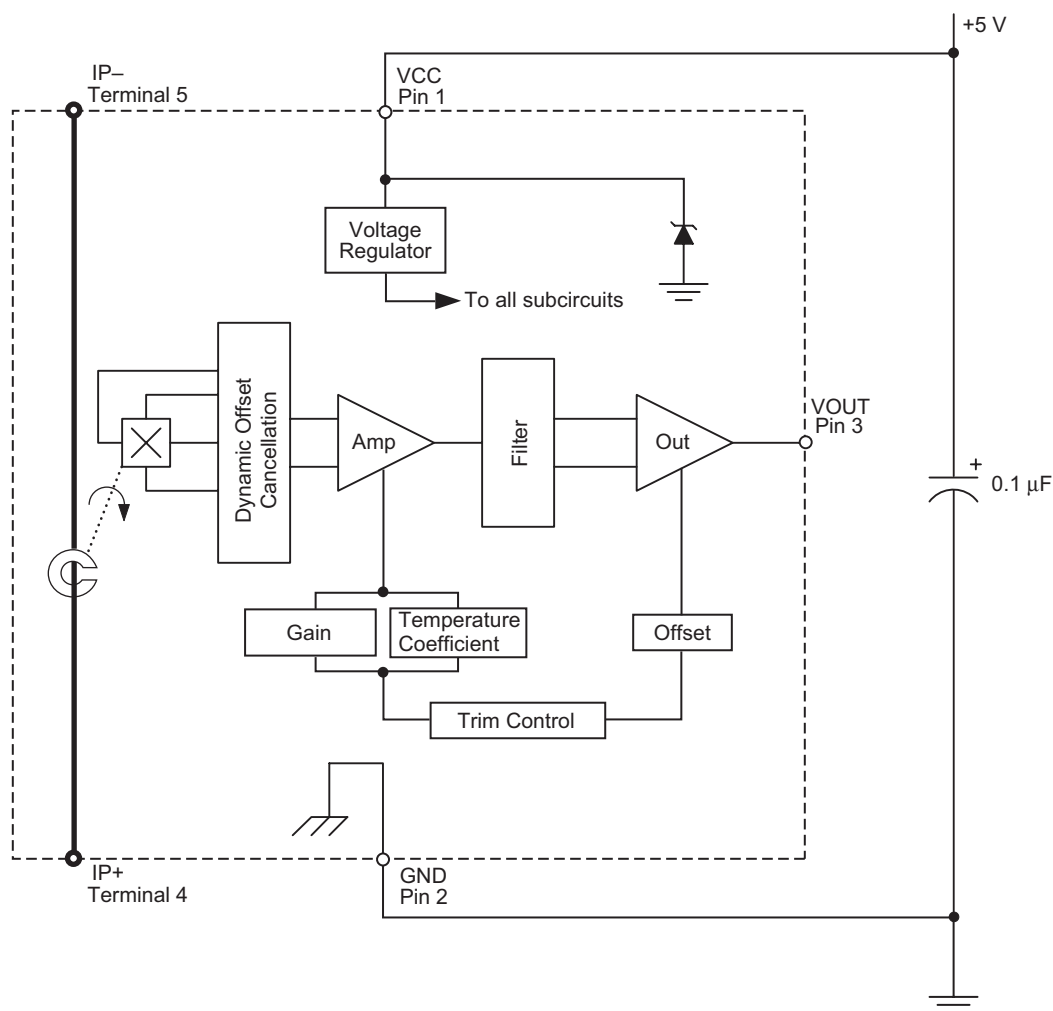 +5 V
IP–
Terminal 5
VCC
Pin 1
Voltage
Regulator
To all subcircuits
Dynamic Offset
Cancellation
Amp
Filter
Out
VOUT
Pin 3
+
0.1 µF
Gain
Temperature
Coefficient
Offset
Trim Control
IP+
Terminal 4
GND
Pin 2